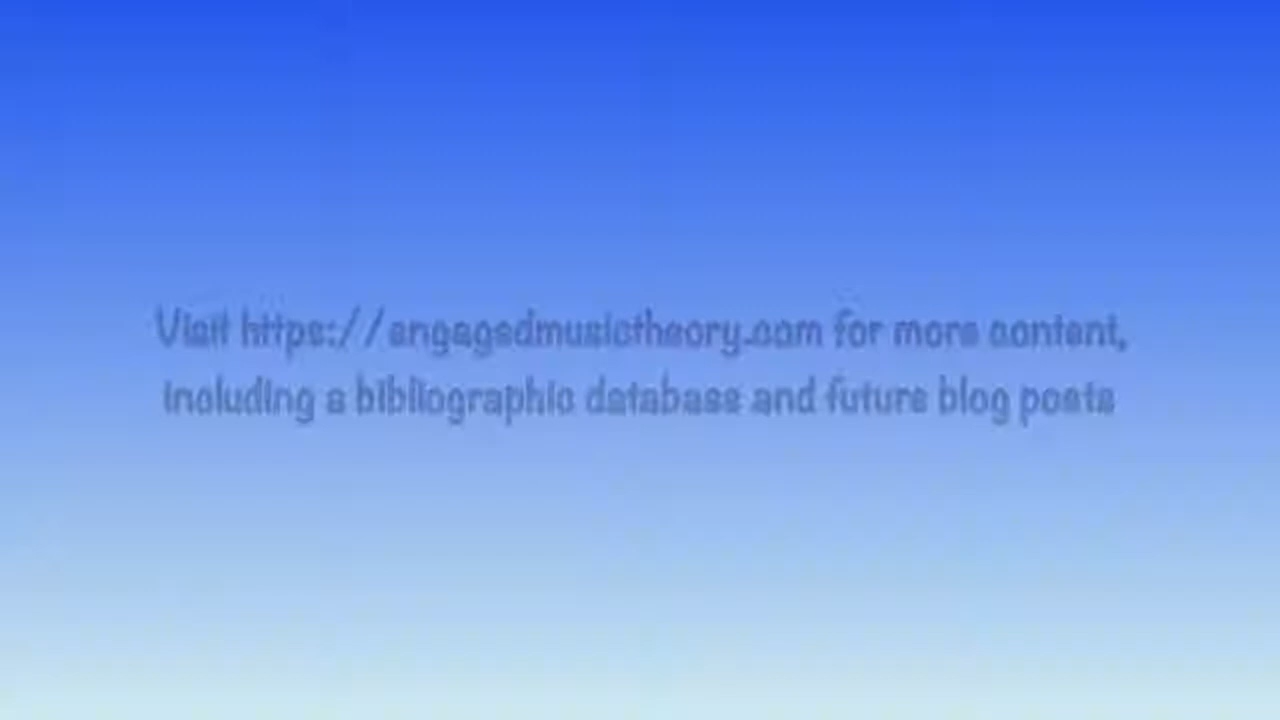 Visit https://engagedmusictheory.com for more content,
including a bibliographic database and future blog posts